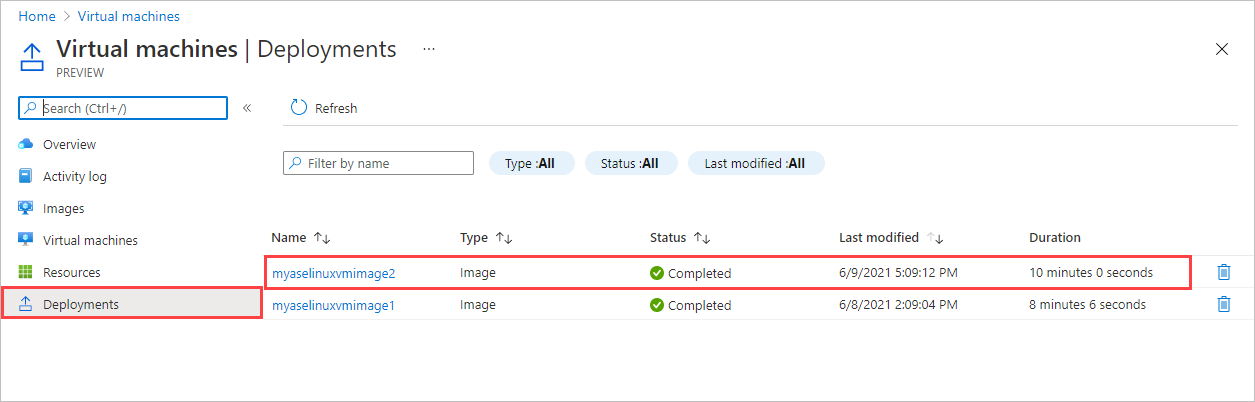 Home > Virtual machines
Virtual machines | Deployments ...
PREVIEW
Search (Ctrl+/) «
Refresh
Overview
Activity log
Images
Virtual machines
Resources
Deployments
Filter by name Type :All Status :All Last modified :All
Name ↑↓ Type ↑↓ Status ↑↓ Last modified ↑↓ Duration
myaselinuxvmimage2 Image Completed 6/9/2021 5:09:12 PM 10 minutes 0 seconds
myaselinuxvmimage1 Image Completed 6/8/2021 2:09:04 PM 8 minutes 6 seconds